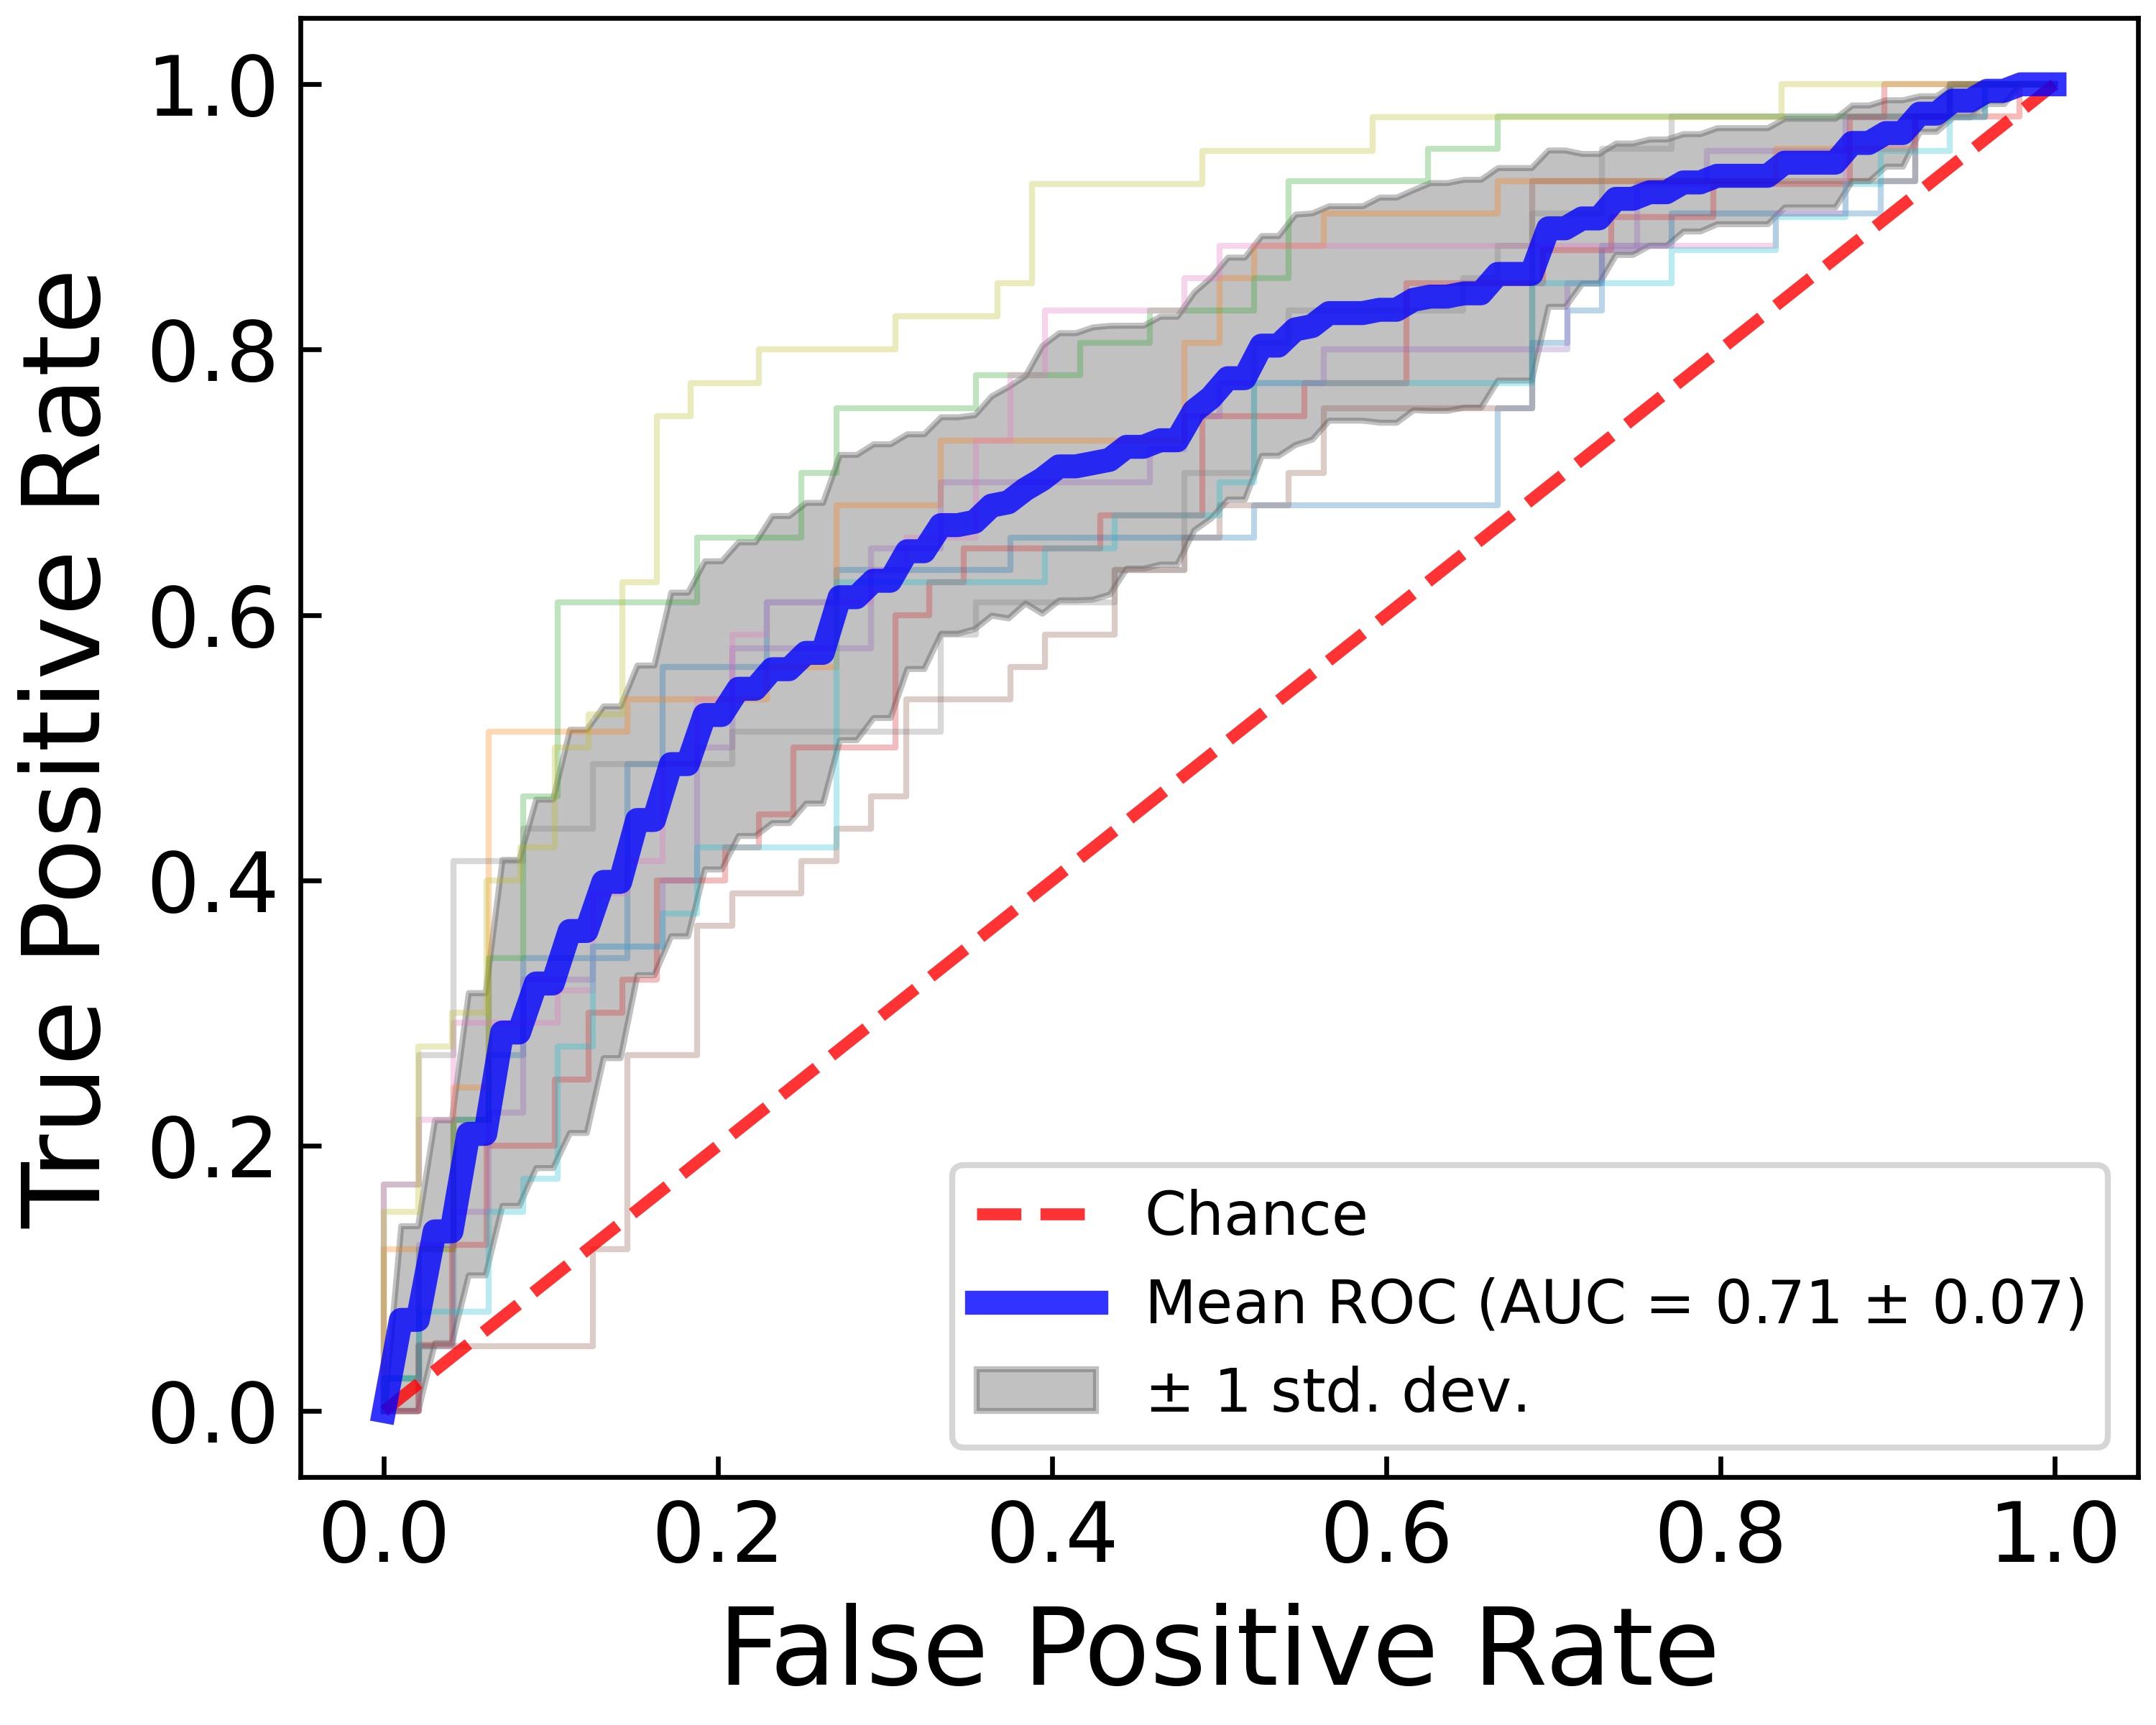 True Positive Rate
1.0
0.8
0.6
0.4
0.2
0.0
Chance
Mean ROC (AUC = 0.71 ± 0.07)
± 1 std. dev.
0.0 0.2 0.4 0.6 0.8 1.0
False Positive Rate